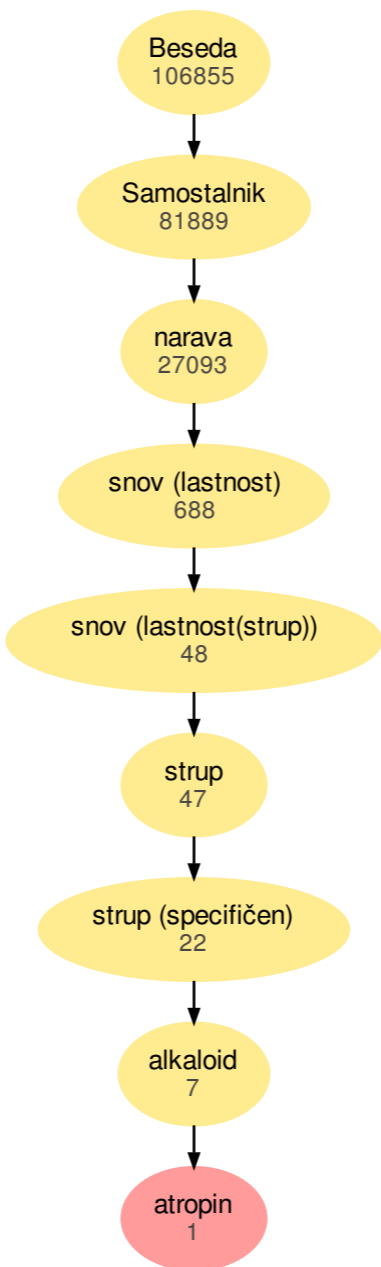 Beseda
106855
Samostalnik
81889
narava
27093
snov (lastnost)
688
snov (lastnost(strup))
48
strup
47
strup (specifičen)
22
alkaloid
7
atropin
1